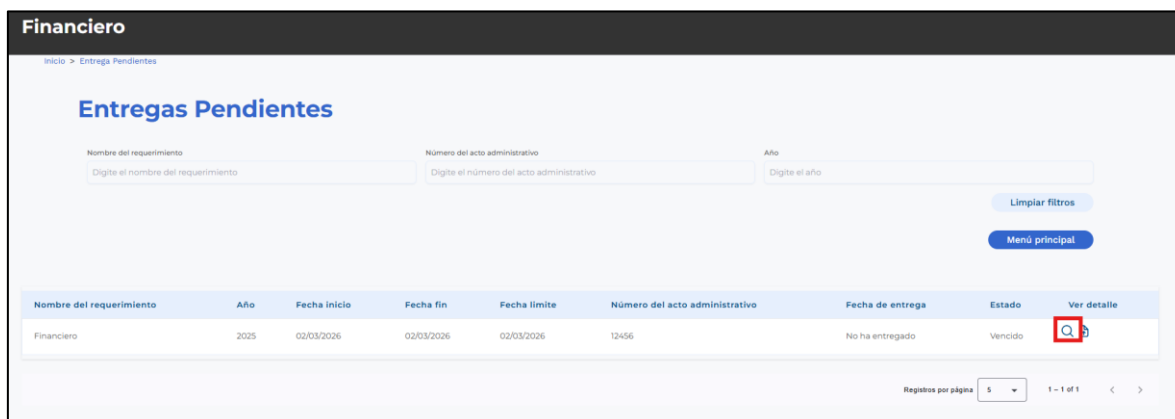 Financiero
Inicio > Entrega Pendientes
Entregas Pendientes
Nombre del requerimiento Número del acto administrativo Año
Digite el nombre del requerimiento Digite el número del acto administrativo Digite el año
Limpiar filtros
Menú principal
Nombre del requerimiento Año Fecha inicio Fecha fin Fecha limite Número del acto administrativo Fecha de entrega Estado Ver detalle
Financiero 2025 02/03/2026 02/03/2026 02/03/2026 12456 No ha entregado Vencido
Registros por página 5 1 – 1 of 1